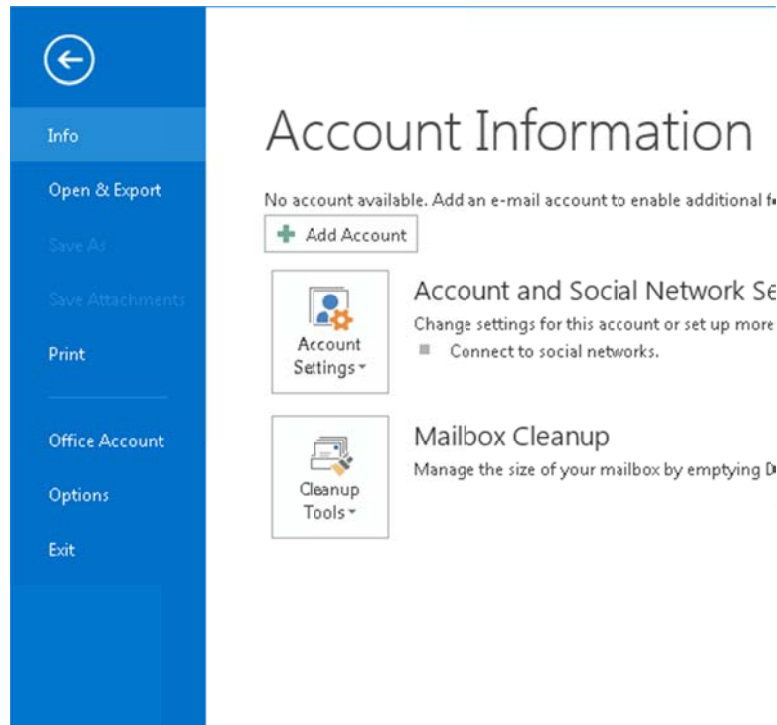 Info
Open & Export
Save As
Save Attachments
Print
Office Account
Options
Exit
Account Information
No account available. Add an e-mail account to enable additional
Add Account
Account
Settings
Account and Social Network
Change settings for this account or set up more
Connect to social networks.
Cleanup
Tools
Mailbox Cleanup
Manage the size of your mailbox by emptying